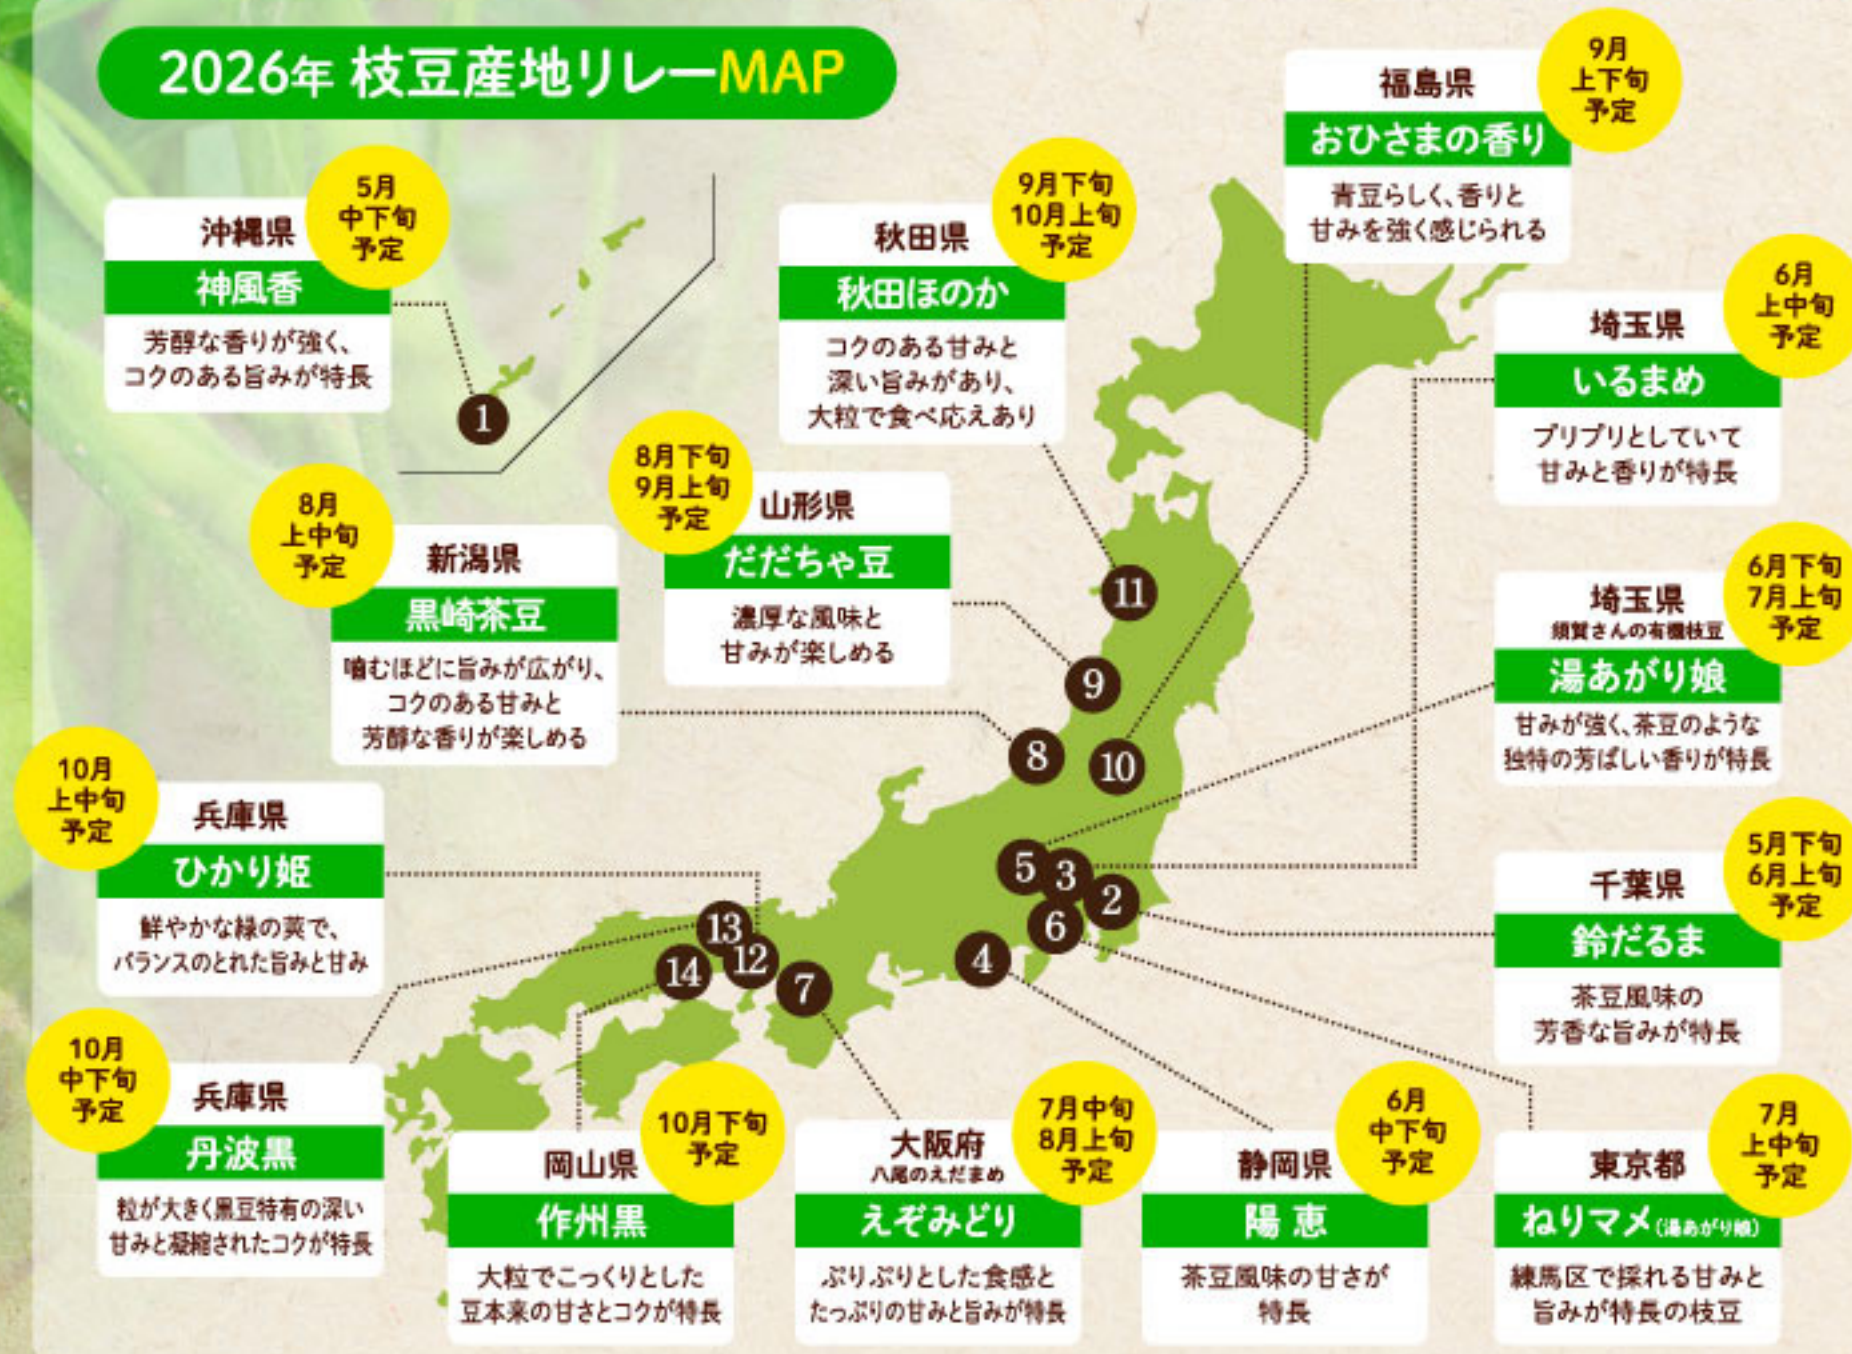 2026年 枝豆産地リレーMAP
沖縄県
5月
中下旬
予定
神風香
芳醇な香りが強く、
コクのある旨みが特長
1
秋田県
9月下旬
10月上旬
予定
秋田ほのか
コクのある甘みと
深い旨みがあり、
大粒で食べ応えあり
福島県
9月
上下旬
予定
おひさまの香り
青豆らしく、香りと
甘みを強く感じられる
埼玉県
6月
上中旬
予定
いるまめ
プリプリとしていて
甘みと香りが特長
新潟県
8月
上中旬
予定
黒崎茶豆
噛むほどに旨みが広がり、
コクのある甘みと
芳醇な香りが楽しめる
山形県
8月下旬
9月上旬
予定
だだちゃ豆
濃厚な風味と
甘みが楽しめる
埼玉県
須賀さんの有機枝豆
6月下旬
7月上旬
予定
湯あがり娘
甘みが強く、茶豆のような
独特の芳ばしい香りが特長
11
9
8
10
5
3
2
6
4
13
12
14
7
兵庫県
10月
上中旬
予定
ひかり姫
鮮やかな緑の莢で、
バランスのとれた旨みと甘み
千葉県
5月下旬
6月上旬
予定
鈴だるま
茶豆風味の
芳香な旨みが特長
兵庫県
10月
中下旬
予定
丹波黒
粒が大きく黒豆特有の深い
甘みと凝縮されたコクが特長
岡山県
10月下旬
予定
作州黒
大粒でこっくりとした
豆本来の甘さとコクが特長
大阪府
八尾のえだまめ
7月中旬
8月上旬
予定
えぞみどり
ぷりぷりとした食感と
たっぷりの甘みと旨みが特長
静岡県
6月
中下旬
予定
陽恵
茶豆風味の甘さが
特長
東京都
7月
上中旬
予定
ねりマメ(湯あがり娘)
練馬区で採れる甘みと
旨みが特長の枝豆